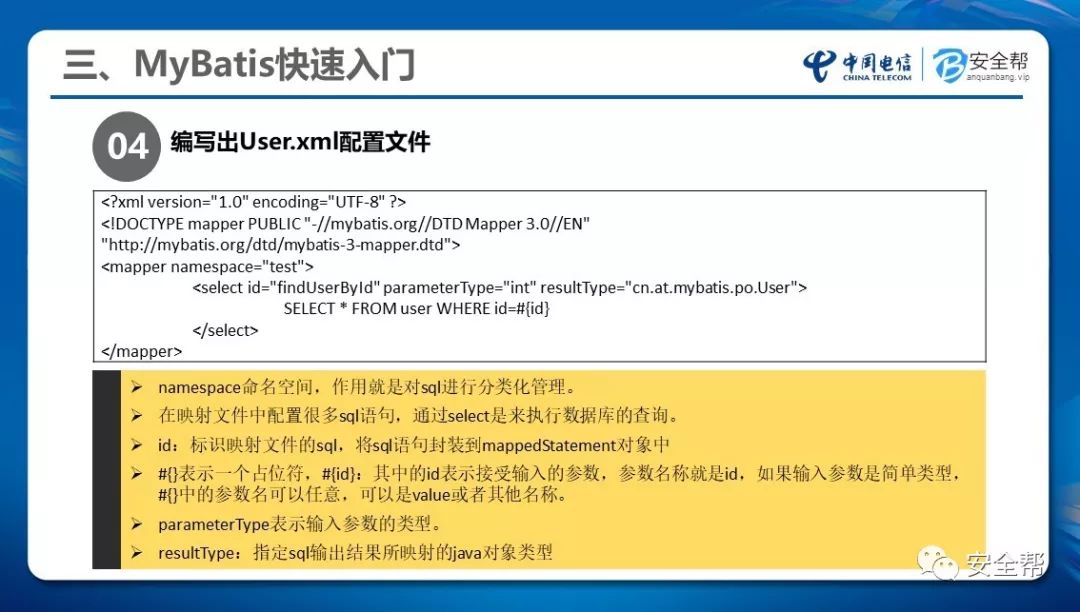 三、MyBatis快速入门
中国电信
CHINA TELECOM
安全帮
anquanbang.vip
04
编写出User.xml配置文件
<?xml version="1.0" encoding="UTF-8" ?>
<!DOCTYPE mapper PUBLIC "-//mybatis.org//DTD Mapper 3.0//EN"
"http://mybatis.org/dtd/mybatis-3-mapper.dtd">
<mapper namespace="test">
<select id="findUserById" parameterType="int" resultType="cn.at.mybatis.po.User">
SELECT * FROM user WHERE id=#{id}
</select>
</mapper>
➢ namespace命名空间，作用就是对sql进行分类化管理。
➢ 在映射文件中配置很多sql语句，通过select是来执行数据库的查询。
➢ id：标识映射文件的sql，将sql语句封装到mappedStatement对象中
➢ #{}表示一个占位符，#{id}：其中的id表示接受输入的参数，参数名称就是id，如果输入参数是简单类型，
#{}中的参数名可以任意，可以是value或者其他名称。
➢ parameterType表示输入参数的类型。
➢ resultType：指定sql输出结果所映射的java对象类型
安全帮